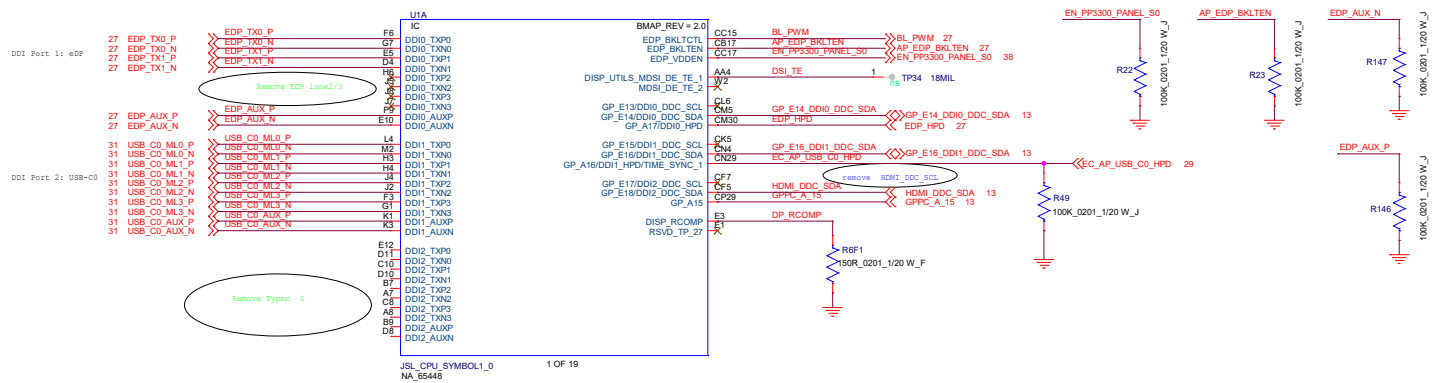 U1A
IC
BMAP_REV = 2.0
DDI Port 1: eDP
27 EDP_TX0_P EDP_TX0_P F6 DDI0_TXP0
27 EDP_TX0_N EDP_TX0_N G7 DDI0_TXN0
27 EDP_TX1_P EDP_TX1_P E5 DDI0_TXP1
27 EDP_TX1_N EDP_TX1_N D4 DDI0_TXN1
H6 DDI0_TXP2
J5 DDI0_TXN2
Remove EDP lane2/3
J6 DDI0_TXP3
J7 DDI0_TXN3
27 EDP_AUX_P EDP_AUX_P F9 DDI0_AUXP
27 EDP_AUX_N EDP_AUX_N E10 DDI0_AUXN
DDI Port 2: USB-C0
31 USB_C0_ML0_P USB_C0_ML0_P L4 DDI1_TXP0
31 USB_C0_ML0_N USB_C0_ML0_N M2 DDI1_TXN0
31 USB_C0_ML1_P USB_C0_ML1_P H3 DDI1_TXP1
31 USB_C0_ML1_N USB_C0_ML1_N H4 DDI1_TXN1
31 USB_C0_ML2_P USB_C0_ML2_P J4 DDI1_TXP2
31 USB_C0_ML2_N USB_C0_ML2_N J2 DDI1_TXN2
31 USB_C0_ML3_P USB_C0_ML3_P F3 DDI1_TXP3
31 USB_C0_ML3_N USB_C0_ML3_N G1 DDI1_TXN3
31 USB_C0_AUX_P USB_C0_AUX_P K1 DDI1_AUXP
31 USB_C0_AUX_N USB_C0_AUX_N K3 DDI1_AUXN
E12 DDI2_TXP0
D11 DDI2_TXN0
C10 DDI2_TXP1
D10 DDI2_TXN1
B7 DDI2_TXP2
A7 DDI2_TXN2
Remove Typec 1
C8 DDI2_TXP3
A8 DDI2_TXN3
B9 DDI2_AUXP
D8 DDI2_AUXN
EDP_BKLTCTL CC15 BL_PWM BL_PWM 27
EDP_BKLTEN CB17 AP_EDP_BKLTEN AP_EDP_BKLTEN 27
EDP_VDDEN CC17 EN_PP3300_PANEL_S0 EN_PP3300_PANEL_S0 38
DISP_UTILS_MDSI_DE_TE_1 AA4 DSI_TE 1 TP34 18MIL
ns
MDSI_DE_TE_2 W2
GP_E13/DDI0_DDC_SCL CL6
GP_E14/DDI0_DDC_SDA CM5 GP_E14_DDI0_DDC_SDA GP_E14_DDI0_DDC_SDA 13
GP_A17/DDI0_HPD CM30 EDP_HPD EDP_HPD 27
GP_E15/DDI1_DDC_SCL CK5
GP_E16/DDI1_DDC_SDA CN4 GP_E16_DDI1_DDC_SDA GP_E16_DDI1_DDC_SDA 13
GP_A16/DDI1_HPD/TIME_SYNC_1 CN29 EC_AP_USB_C0_HPD EC_AP_USB_C0_HPD 29
remove HDMI_DDC_SCL
GP_E17/DDI2_DDC_SCL CF7
GP_E18/DDI2_DDC_SDA CF5 HDMI_DDC_SDA HDMI_DDC_SDA 13
GP_A15 CP29 GPPC_A_15 GPPC_A_15 13
DISP_RCOMP E3 DP_RCOMP
RSVD_TP_27 E1
R6F1
150R_0201_1/20 W_F
R49
100K_0201_1/20 W_J
JSL_CPU_SYMBOL1_0
NA_65448
1 OF 19
EN_PP3300_PANEL_S0
R22
100K_0201_1/20 W_J
AP_EDP_BKLTEN
R23
100K_0201_1/20 W_J
EDP_AUX_N
R147
100K_0201_1/20 W_J
EDP_AUX_P
R146
100K_0201_1/20 W_J